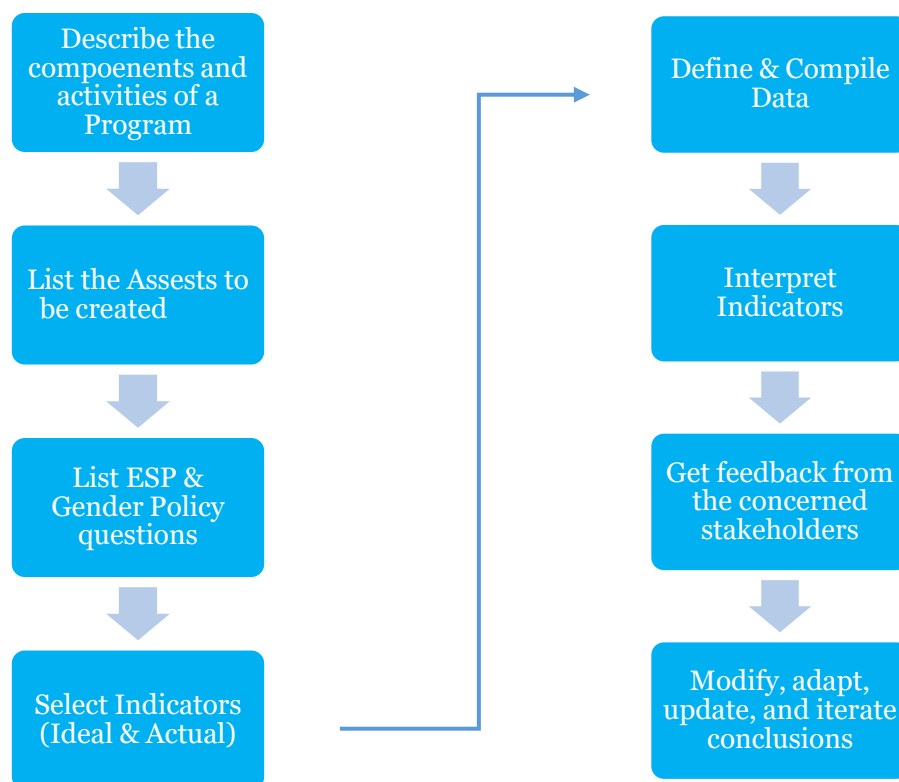 Describe the
compoenents and
activities of a
Program
List the Assests to
be created
List ESP &
Gender Policy
questions
Select Indicators
(Ideal & Actual)
Define & Compile
Data
Interpret
Indicators
Get feedback from
the concerned
stakeholders
Modify, adapt,
update, and iterate
conclusions